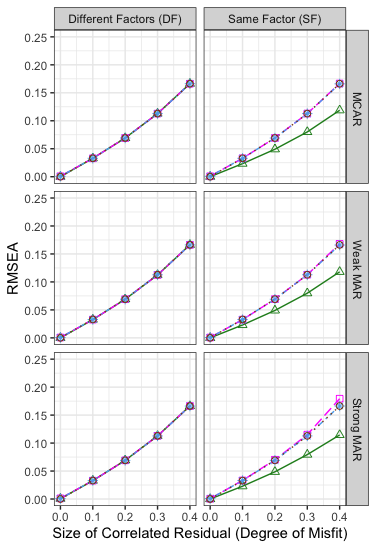 Different Factors (DF)
Same Factor (SF)
0.25
0.20
0.15
0.10
0.05
0.00
MCAR
0.25
0.20
0.15
0.10
0.05
0.00
Weak MAR
0.25
0.20
0.15
0.10
0.05
0.00
Strong MAR
RMSEA
0.0 0.1 0.2 0.3 0.4 0.0 0.1 0.2 0.3 0.4
Size of Correlated Residual (Degree of Misfit)